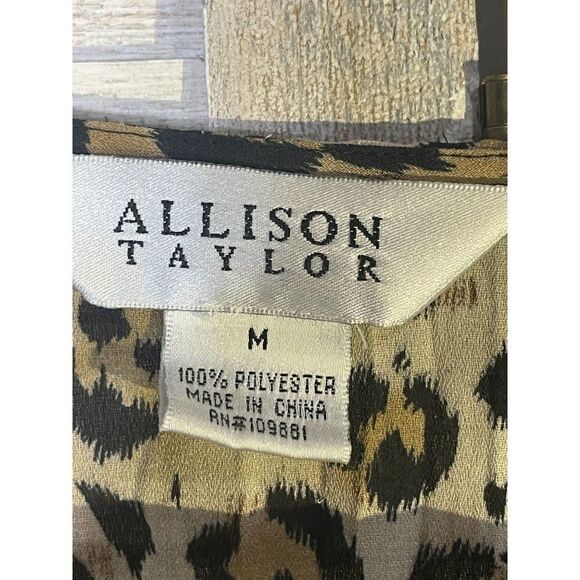 ALLISON
TAYLOR
M
100% POLYESTER
MADE IN CHINA
RN#109881